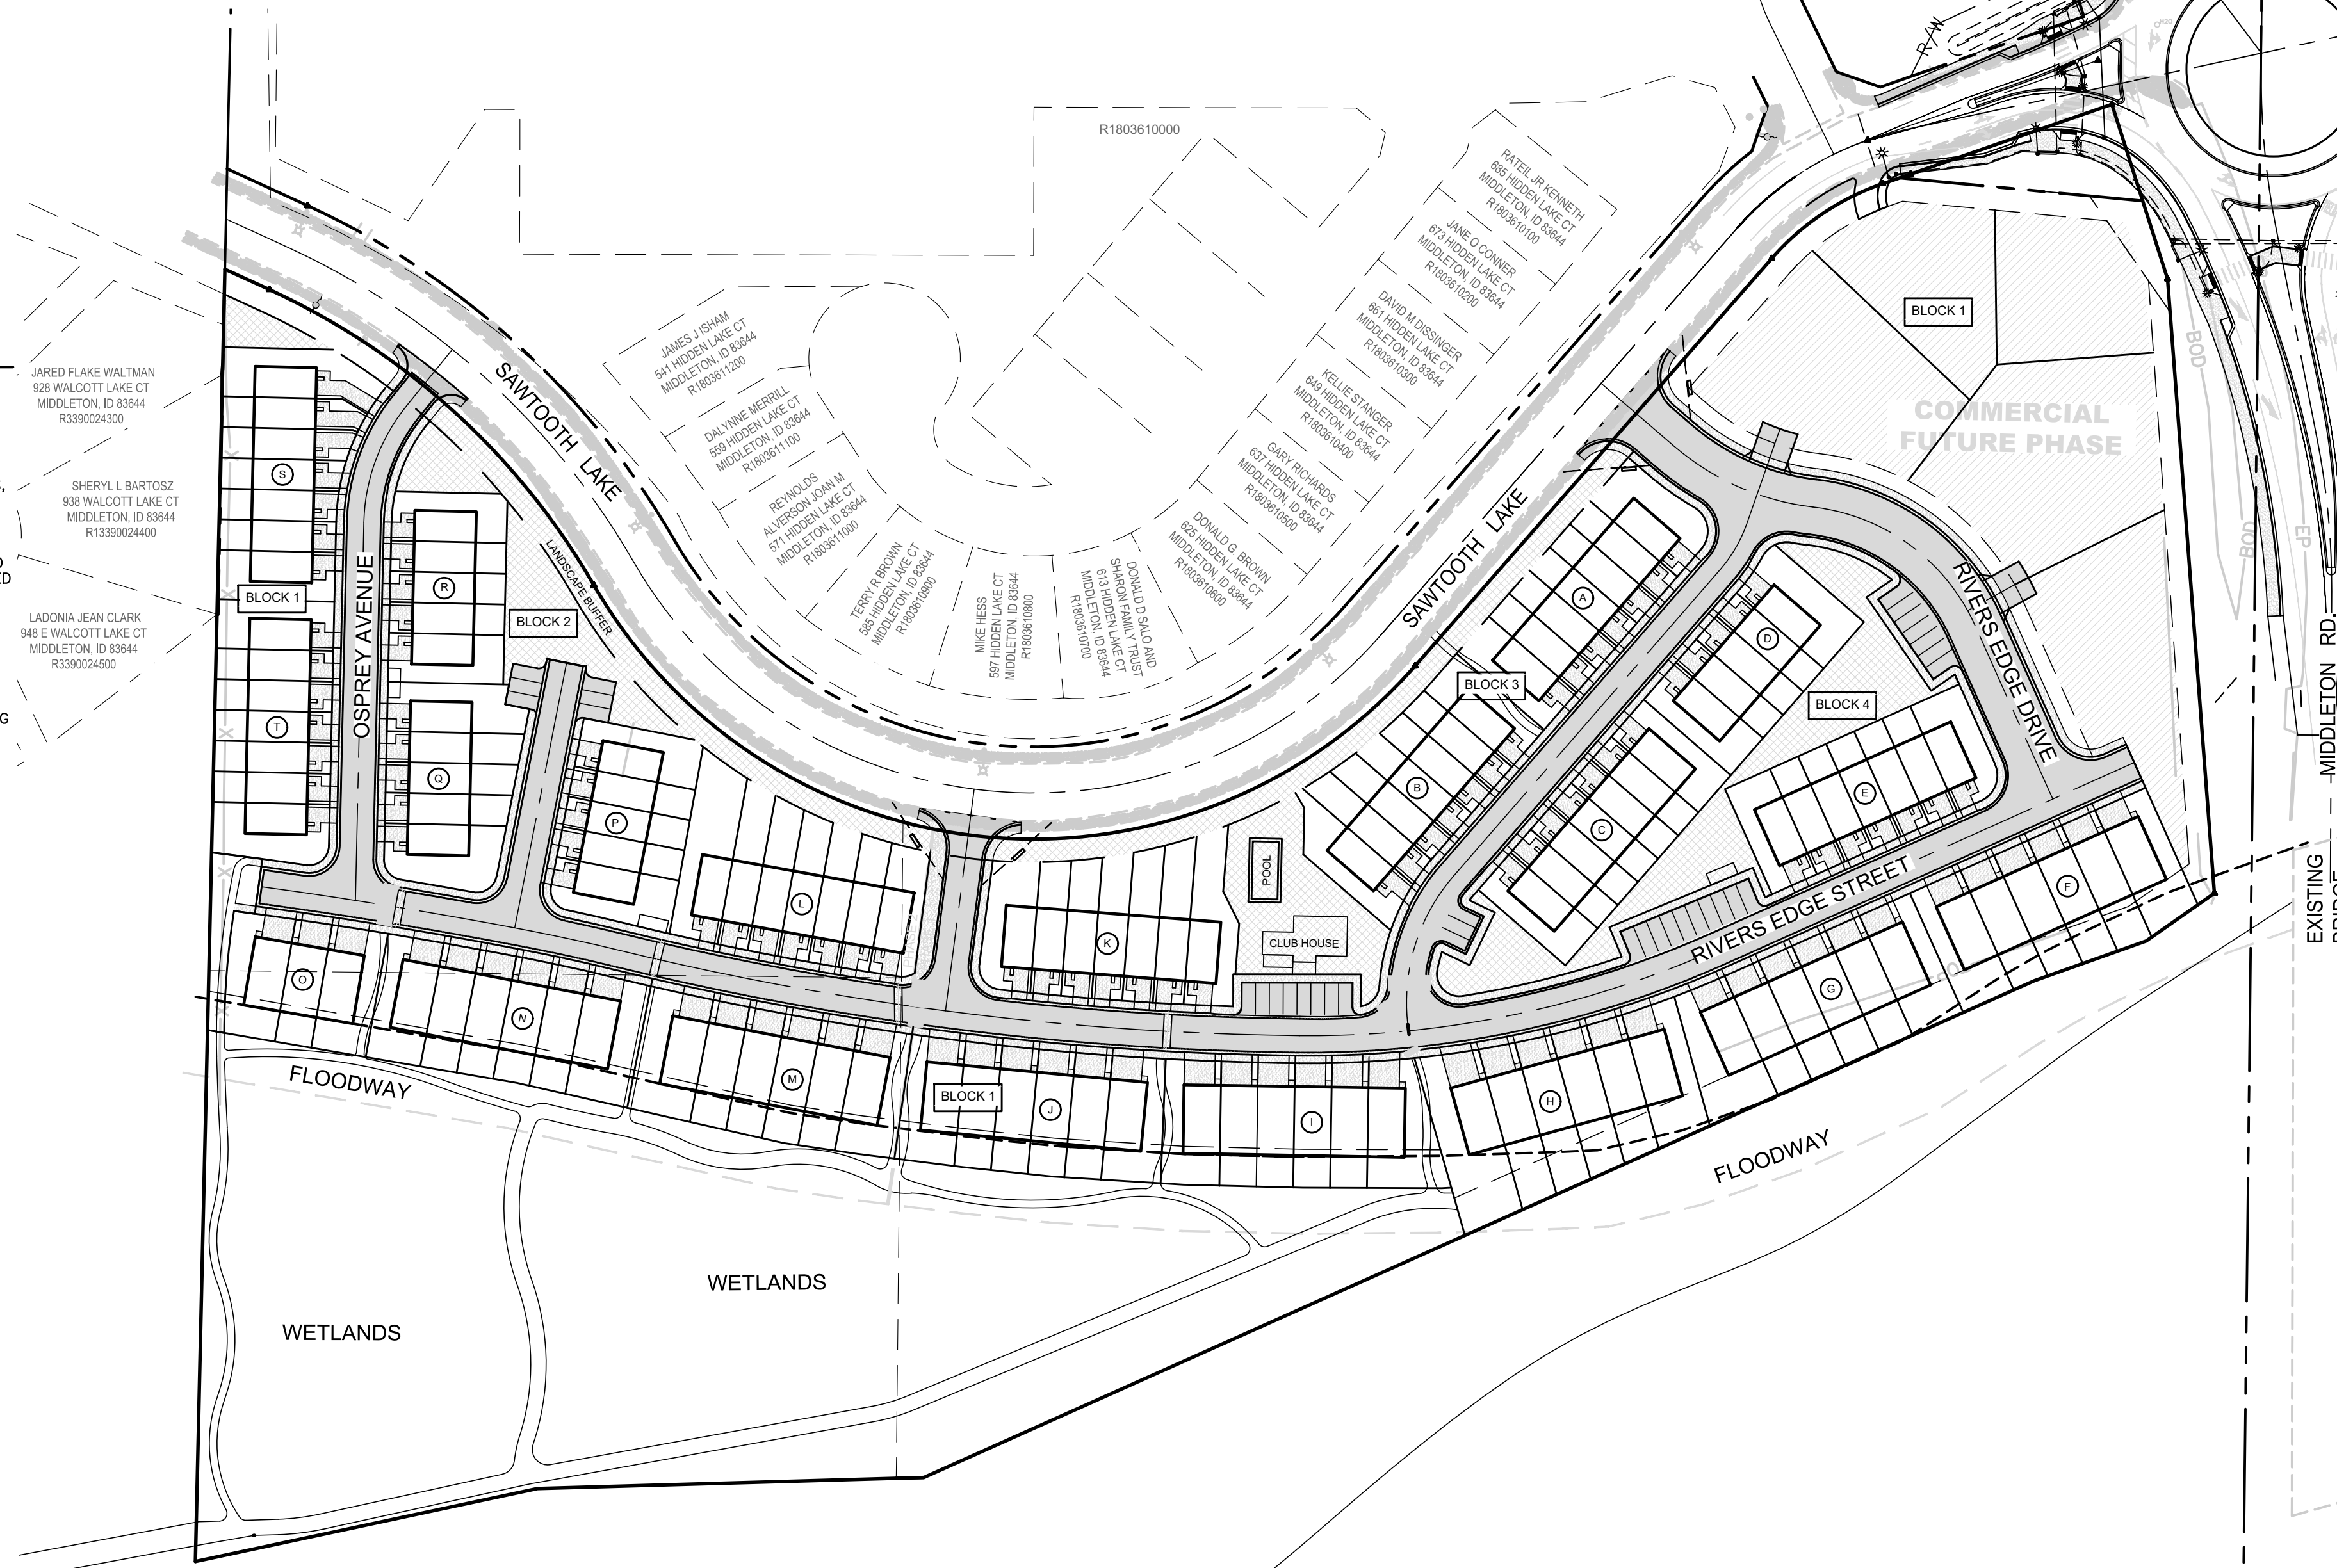 R/W
R1803610000
RATEIL JR KENNETH
685 HIDDEN LAKE CT
MIDDLETON, ID 83644
R1803610100
JANE O CONNER
673 HIDDEN LAKE CT
MIDDLETON, ID 83644
R1803610200
DAVID M DISSINGER
661 HIDDEN LAKE CT
MIDDLETON, ID 83644
R1803610300
KELLIE STANGER
649 HIDDEN LAKE CT
MIDDLETON, ID 83644
R1803610400
GARY RICHARDS
637 HIDDEN LAKE CT
MIDDLETON, ID 83644
R1803610500
DONALD G. BROWN
625 HIDDEN LAKE CT
MIDDLETON, ID 83644
R1803610600
DONALD D SALO AND
SHARON FAMILY TRUST
613 HIDDEN LAKE CT
MIDDLETON, ID 83644
R1803610700
MIKE HESS
597 HIDDEN LAKE CT
MIDDLETON, ID 83644
R1803610800
TERRY R BROWN
585 HIDDEN LAKE CT
MIDDLETON, ID 83644
R1803610900
REYNOLDS
ALVERSON JOAN M
571 HIDDEN LAKE CT
MIDDLETON, ID 83644
R1803611000
DALYNNE MERRILL
559 HIDDEN LAKE CT
MIDDLETON, ID 83644
R1803611100
JAMES J ISHAM
541 HIDDEN LAKE CT
MIDDLETON, ID 83644
R1803611200
JARED FLAKE WALTMAN
928 WALCOTT LAKE CT
MIDDLETON, ID 83644
R3390024300
SHERYL L BARTOSZ
938 WALCOTT LAKE CT
MIDDLETON, ID 83644
R13390024400
LADONIA JEAN CLARK
948 E WALCOTT LAKE CT
MIDDLETON, ID 83644
R3390024500
ED
G
SAWTOOTH LAKE
SAWTOOTH LAKE
LANDSCAPE BUFFER
OSPREY AVENUE
BLOCK 1
BLOCK 2
BLOCK 3
BLOCK 4
BLOCK 1
BLOCK 1
COMMERCIAL
FUTURE PHASE
RIVERS EDGE DRIVE
RIVERS EDGE STREET
POOL
CLUB HOUSE
S
T
R
Q
P
L
K
A
B
C
D
E
F
G
H
I
J
M
N
O
BOD
BOD
EP
MIDDLETON RD.
EXISTING
BRIDGE
FLOODWAY
FLOODWAY
WETLANDS
WETLANDS